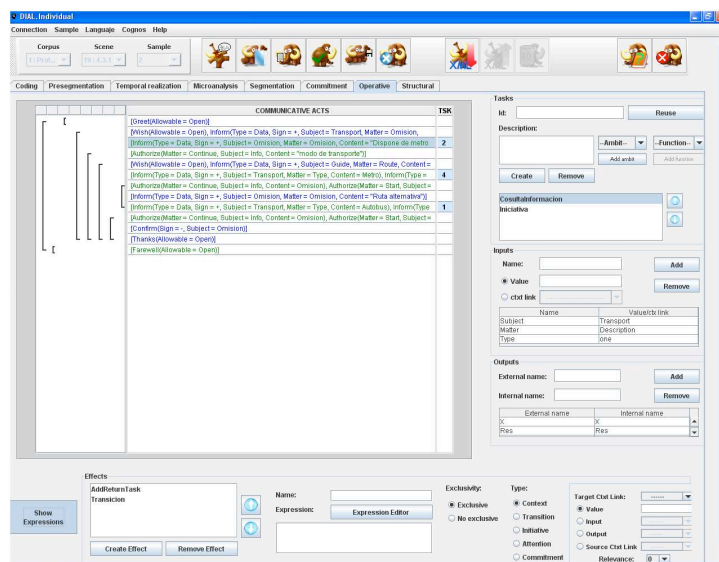 DIAL.Individual
Connection Sample Language Cognos Help
Corpus Scene Sample
XML
Coding Presegmentation Temporal realization Microanalysis Segmentation Commitment Operative Structural
COMMUNICATIVE ACTS TSK
[Greet(Allowable = Open)]
[Wish(Allowable = Open), Inform(Type = Data, Sign = +, Subject = Transport, Matter = Omision,
[Inform(Type = Data, Sign = +, Subject = Omision, Matter = Omision, Content = "Dispone de metro 2
[Authorize(Matter = Continue, Subject = Info, Content = "modo de transporte")]
[Wish(Allowable = Open), Inform(Type = Data, Subject = Guide, Matter = Route, Content =
[Inform(Type = Data, Sign = +, Subject = Transport, Matter = Type, Content = Metro), Inform(Type = 4
[Authorize(Matter = Continue, Subject = Info, Content = Omision), Authorize(Matter = Start, Subject =
[Inform(Type = Data, Sign = +, Subject = Omision, Matter = Omision, Content = "Ruta alternativa")]
[Inform(Type = Data, Sign = +, Subject = Transport, Matter = Type, Content = Autobus), Inform(Type 1
[Authorize(Matter = Continue, Subject = Info, Content = Omision), Authorize(Matter = Start, Subject =
[Confirm(Sign = -, Subject = Omision)]
[Thanks(Allowable = Open)]
[Farewell(Allowable = Open)]
Tasks
Id: Reuse
Description:
--Ambit-- --Function--
Add ambit Add function
Create Remove
CosultaInformacion
Iniciativa
Inputs
Name: Add
Value Remove
ctxt link
Name Value/ctx link
Subject Transport
Matter Description
Type one
Outputs
External name: Add
Internal name: Remove
External name Internal name
X X
Res Res
Show
Expressions
Effects
AddReturnTask
Transicion
Create Effect Remove Effect
Name:
Expression: Expression Editor
Exclusivity:
Exclusive
No exclusive
Type:
Context
Transition
Initiative
Attention
Commitment
Target Ctxt Link: ------
Value
Input
Output
Source Ctxt Link
Relevance: 0